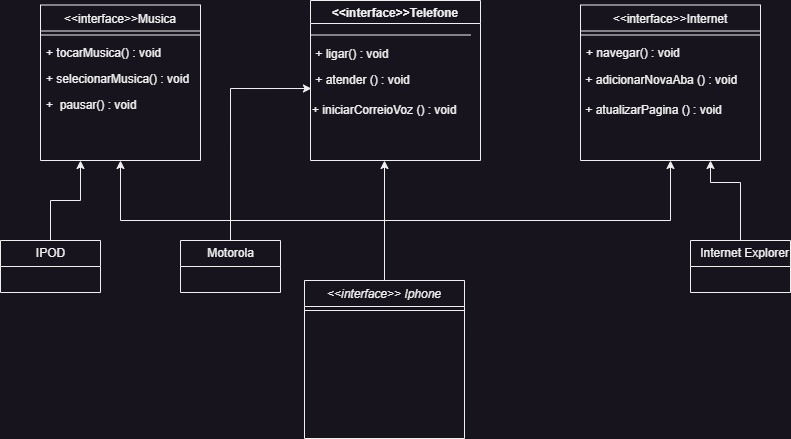 <<interface>>Musica
+ tocarMusica() : void
+ selecionarMusica() : void
+ pausar() : void
<<interface>>Telefone
+ ligar() : void
+ atender () : void
+ iniciarCorreioVoz () : void
<<interface>>Internet
+ navegar() : void
+ adicionarNovaAba () : void
+ atualizarPagina () : void
IPOD
Motorola
Internet Explorer
<<interface>> Iphone